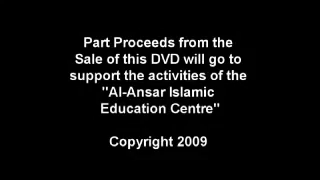 Part Proceeds from the
Sale of this DVD will go to
support the activities of the
"Al-Ansar Islamic
Education Centre"
Copyright 2009